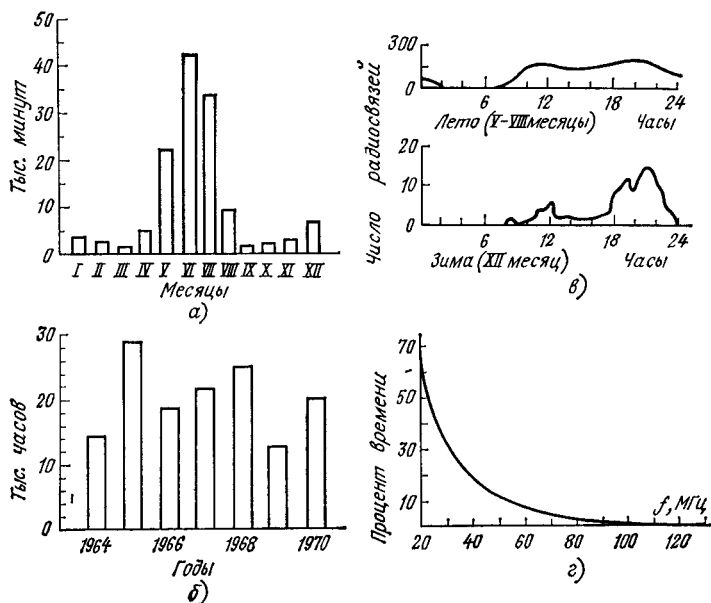 50
40
30
20
10
5
0
Тыс. минут
I II III IV V VI VII VIII IX X XI XII
Месяцы
а)
300
0
6 12 18 24
Лето (V-VIII месяцы) Часы
20
10
0
6 12 18 24
Зима (XII месяц) Часы
Число радиосвязей
в)
30
20
10
0
Тыс. часов
1964 1966 1968 1970
Годы
б)
70
50
30
10
Процент времени
f, МГц
20 40 60 80 100 120
г)